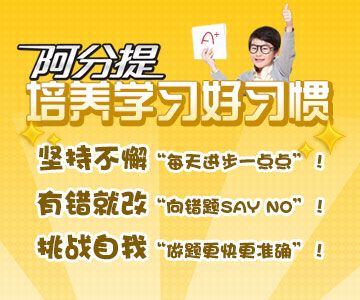 A+
阿分提
培养学习好习惯
坚持不懈“每天进步一点点”！
有错就改“向错题SAY NO”！
挑战自我“做题更快更准确”！